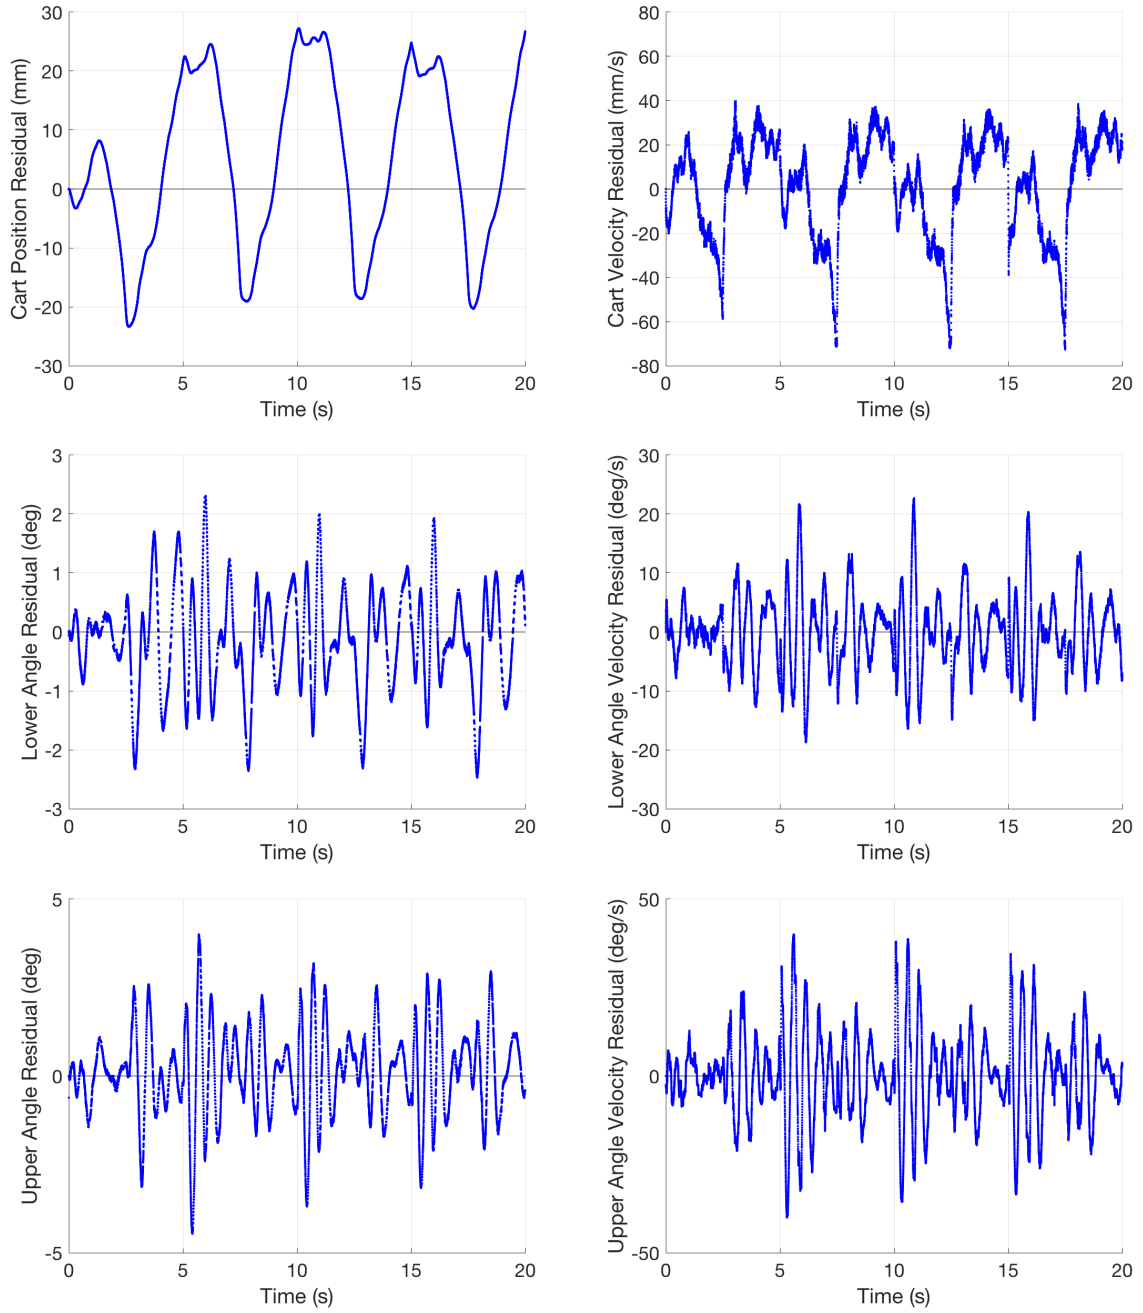 Cart Position Residual (mm)
30
20
10
0
-10
-20
-30
0 5 10 15 20
Time (s)
Cart Velocity Residual (mm/s)
80
60
40
20
0
-20
-40
-60
-80
0 5 10 15 20
Time (s)
Lower Angle Residual (deg)
3
2
1
0
-1
-2
-3
0 5 10 15 20
Time (s)
Lower Angle Velocity Residual (deg/s)
30
20
10
0
-10
-20
-30
0 5 10 15 20
Time (s)
Upper Angle Residual (deg)
5
0
-5
0 5 10 15 20
Time (s)
Upper Angle Velocity Residual (deg/s)
50
0
-50
0 5 10 15 20
Time (s)